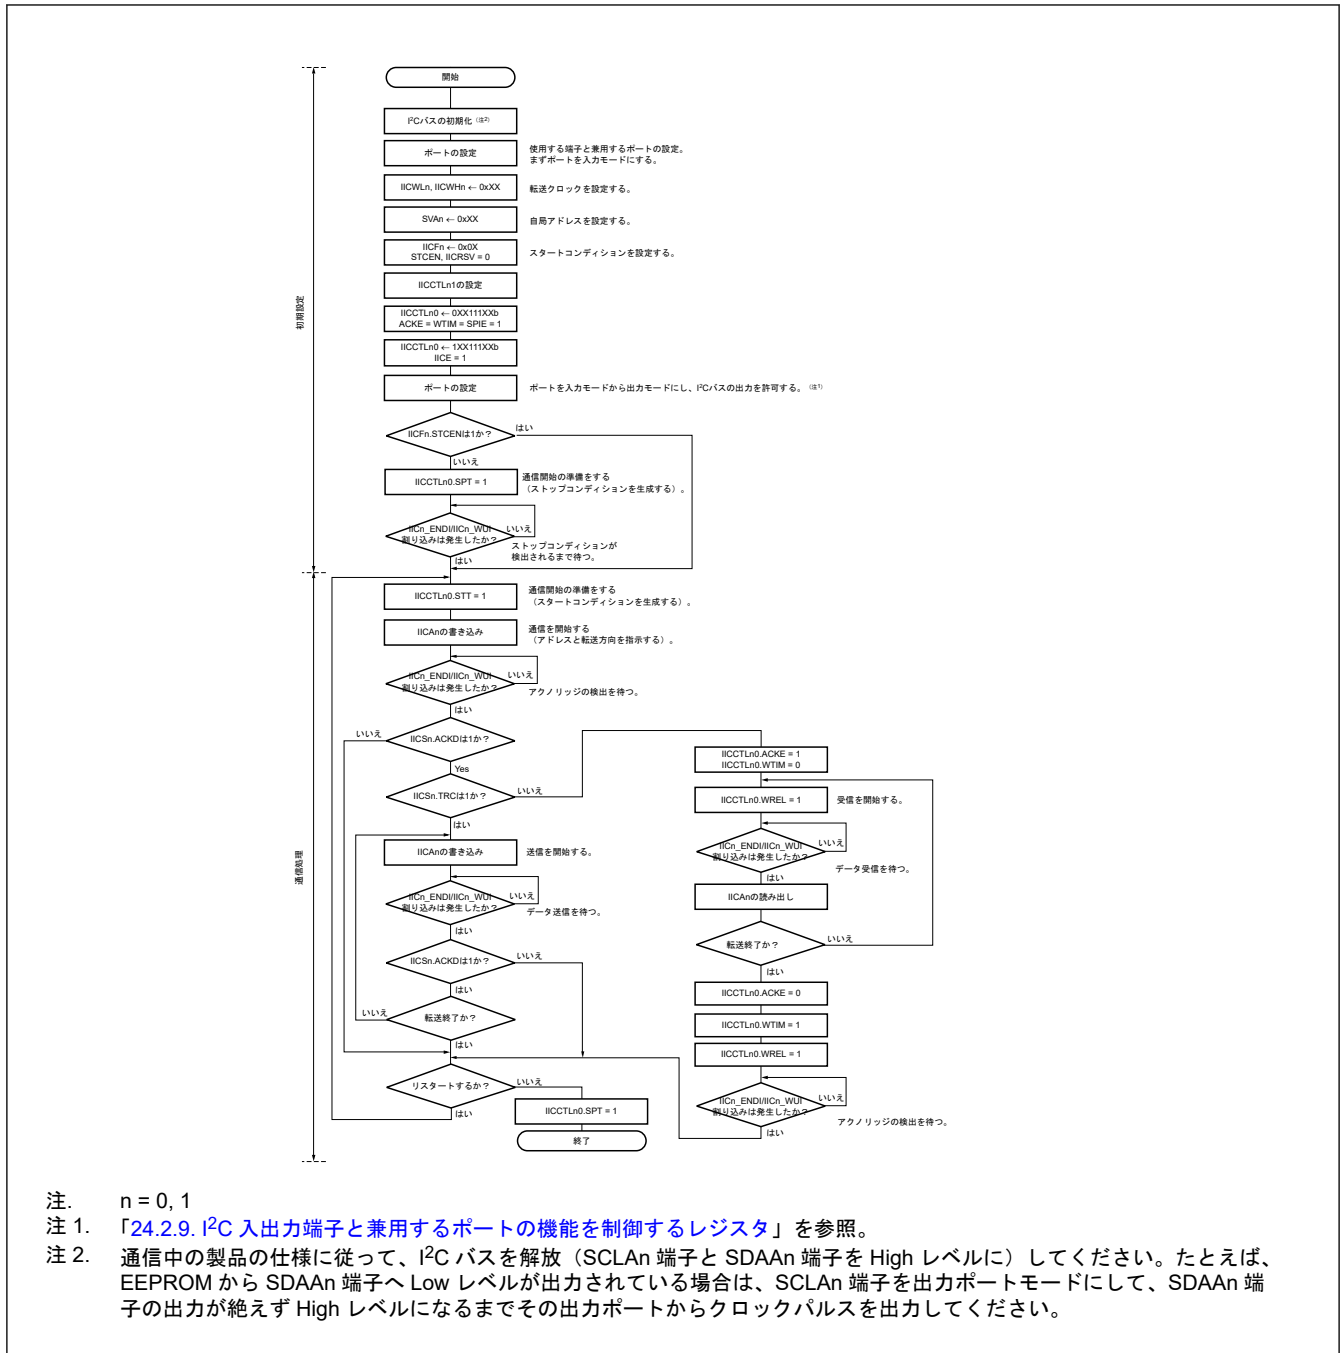 開始
I²Cバスの初期化（注2）
ポートの設定
使用する端子と兼用するポートの設定。
まずポートを入力モードにする。
IICWLn, IICWHn ← 0xXX
転送クロックを設定する。
SVAn ← 0xXX
自局アドレスを設定する。
IICFn ← 0x0X
STCEN, IICRSV = 0
スタートコンディションを設定する。
IICCTLn1の設定
初期設定
IICCTLn0 ← 0XX111XXb
ACKE = WTIM = SPIE = 1
IICCTLn0 ← 1XX111XXb
IICE = 1
ポートの設定
ポートを入力モードから出力モードにし、I²Cバスの出力を許可する。（注1）
IICFn.STCENは1か？
はい
いいえ
IICCTLn0.SPT = 1
通信開始の準備をする
（ストップコンディションを生成する）。
IICn_ENDI/IICn_WUI
割り込みは発生したか？
いいえ
ストップコンディションが
検出されるまで待つ。
はい
IICCTLn0.STT = 1
通信開始の準備をする
（スタートコンディションを生成する）。
IICAnの書き込み
通信を開始する
（アドレスと転送方向を指示する）。
IICn_ENDI/IICn_WUI
割り込みは発生したか？
いいえ
アクノリッジの検出を待つ。
はい
IICSn.ACKDは1か？
いいえ
Yes
IICSn.TRCは1か？
いいえ
はい
通信処理
IICAnの書き込み
送信を開始する。
IICn_ENDI/IICn_WUI
割り込みは発生したか？
いいえ
データ送信を待つ。
はい
IICSn.ACKDは1か？
いいえ
はい
転送終了か？
いいえ
はい
リスタートするか？
いいえ
はい
IICCTLn0.SPT = 1
終了
IICCTLn0.ACKE = 1
IICCTLn0.WTIM = 0
IICCTLn0.WREL = 1
受信を開始する。
IICn_ENDI/IICn_WUI
割り込みは発生したか？
いいえ
データ受信を待つ。
はい
IICAnの読み出し
転送終了か？
いいえ
はい
IICCTLn0.ACKE = 0
IICCTLn0.WTIM = 1
IICCTLn0.WREL = 1
IICn_ENDI/IICn_WUI
割り込みは発生したか？
いいえ
アクノリッジの検出を待つ。
はい
注. n = 0, 1
注 1. 「24.2.9. I²C 入出力端子と兼用するポートの機能を制御するレジスタ」を参照。
注 2. 通信中の製品の仕様に従って、I²C バスを解放（SCLAn 端子と SDAAn 端子を High レベルに）してください。たとえば、
EEPROM から SDAAn 端子へ Low レベルが出力されている場合は、SCLAn 端子を出力ポートモードにして、SDAAn 端
子の出力が絶えず High レベルになるまでその出力ポートからクロックパルスを出力してください。